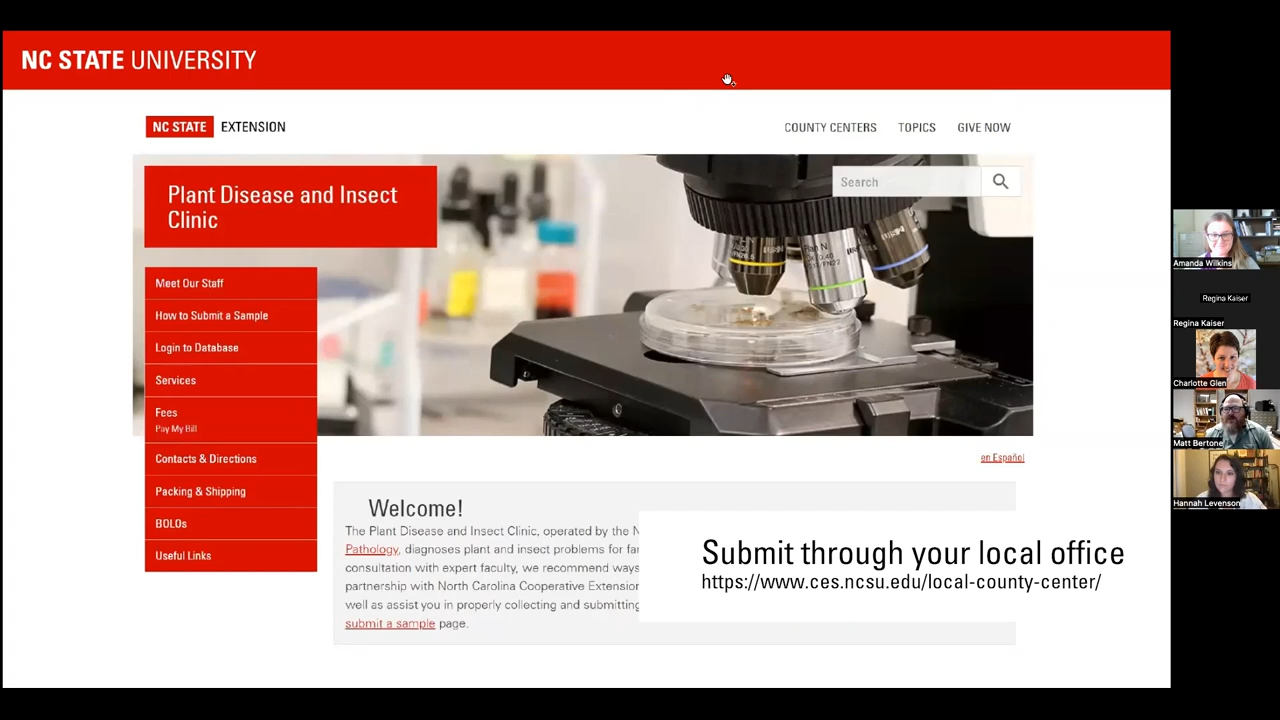 NC STATE UNIVERSITY
NC STATE EXTENSION
COUNTY CENTERS TOPICS GIVE NOW
Plant Disease and Insect
Clinic
Search
Meet Our Staff
How to Submit a Sample
Login to Database
Services
Fees
Pay My Bill
Contacts & Directions
Packing & Shipping
BOLOs
Useful Links
en Español
Welcome!
The Plant Disease and Insect Clinic, operated by the N
Pathology, diagnoses plant and insect problems for far
consultation with expert faculty, we recommend ways
partnership with North Carolina Cooperative Extension
well as assist you in properly collecting and submitting
submit a sample page.
Submit through your local office
https://www.ces.ncsu.edu/local-county-center/
Amanda Wilkins
Regina Kaiser
Regina Kaiser
Charlotte Glen
Matt Bertone
Hannah Levenson